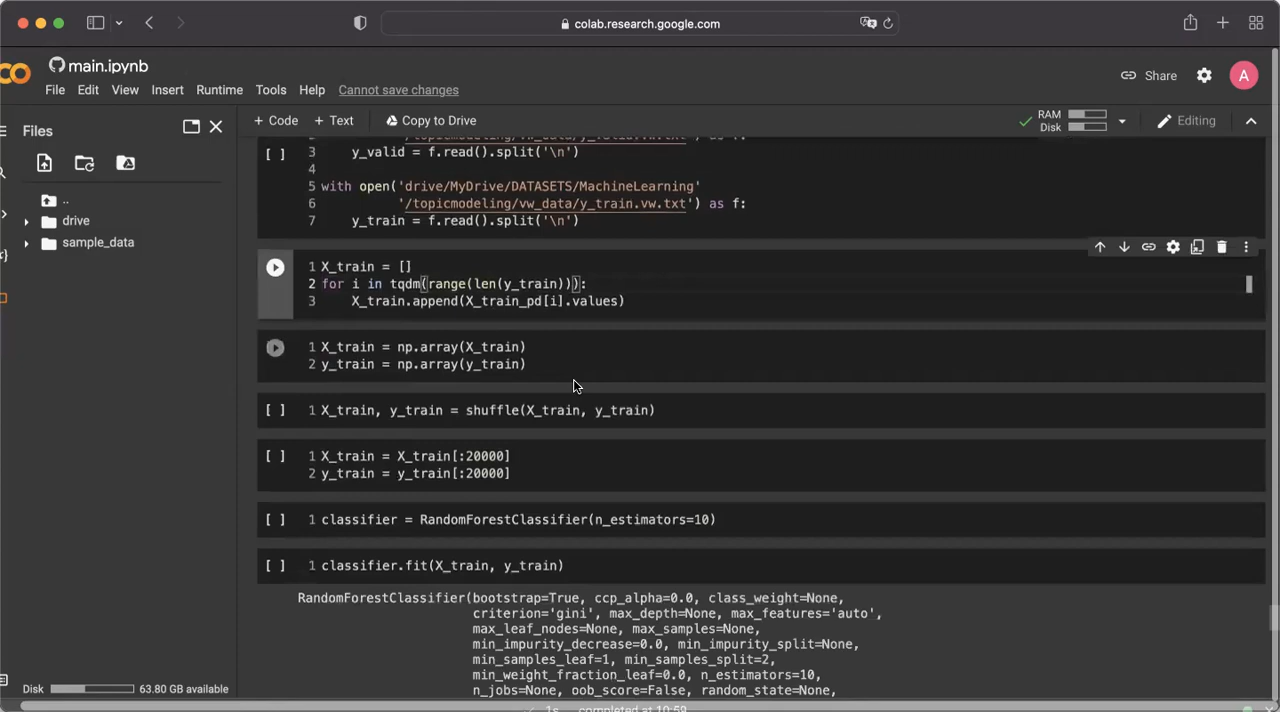 colab.research.google.com
main.ipynb
Share
A
File Edit View Insert Runtime Tools Help Cannot save changes
Files
+ Code + Text Copy to Drive
RAM
Disk
Editing
..
drive
sample_data
[ ]
3 y_valid = f.read().split('\n')
4
5 with open('drive/MyDrive/DATASETS/MachineLearning'
6 '/topicmodeling/vw_data/y_train.vw.txt') as f:
7 y_train = f.read().split('\n')
1 X_train = []
2 for i in tqdm(range(len(y_train))):
3 X_train.append(X_train_pd[i].values)
1 X_train = np.array(X_train)
2 y_train = np.array(y_train)
[ ] 1 X_train, y_train = shuffle(X_train, y_train)
[ ] 1 X_train = X_train[:20000]
2 y_train = y_train[:20000]
[ ] 1 classifier = RandomForestClassifier(n_estimators=10)
[ ] 1 classifier.fit(X_train, y_train)
RandomForestClassifier(bootstrap=True, ccp_alpha=0.0, class_weight=None,
criterion='gini', max_depth=None, max_features='auto',
max_leaf_nodes=None, max_samples=None,
min_impurity_decrease=0.0, min_impurity_split=None,
min_samples_leaf=1, min_samples_split=2,
min_weight_fraction_leaf=0.0, n_estimators=10,
n_jobs=None, oob_score=False, random_state=None,
Disk 63.80 GB available
1s completed at 10:59